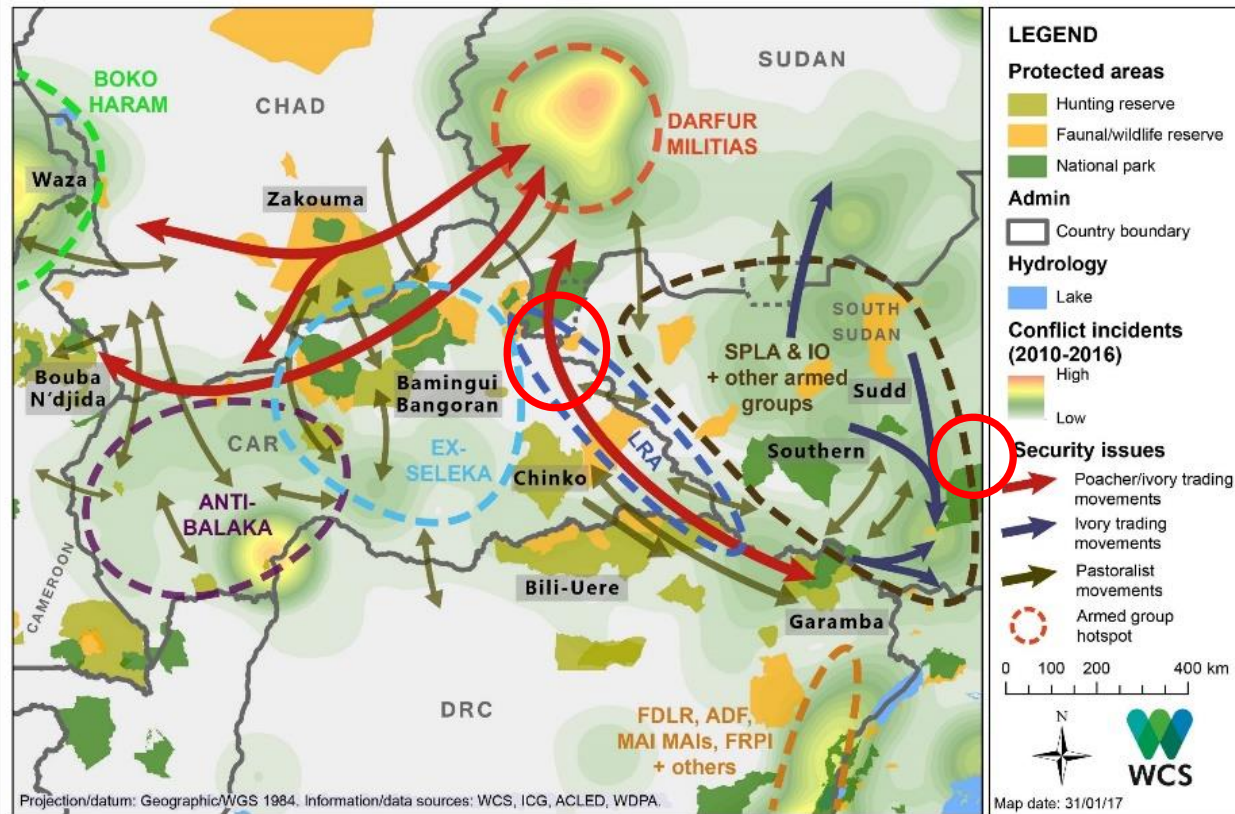 BOKO
HARAM
CHAD
SUDAN
DARFUR
MILITIAS
Waza
Zakouma
SOUTH
SUDAN
SPLA & IO
+ other armed
groups
Sudd
Bouba
N'djida
Bamingui
Bangoran
CAR
EX-
SELEKA
LRA
Southern
Chinko
ANTI-
BALAKA
CAMEROON
Bili-Uere
Garamba
DRC
FDLR, ADF,
MAI MAIs, FRPI
+ others
Projection/datum: Geographic/WGS 1984. Information/data sources: WCS, ICG, ACLED, WDPA.
LEGEND
Protected areas
Hunting reserve
Faunal/wildlife reserve
National park
Admin
Country boundary
Hydrology
Lake
Conflict incidents
(2010-2016)
High
Low
Security issues
Poacher/ivory trading
movements
Ivory trading
movements
Pastoralist
movements
Armed group
hotspot
0 100 200 400 km
N
WCS
Map date: 31/01/17